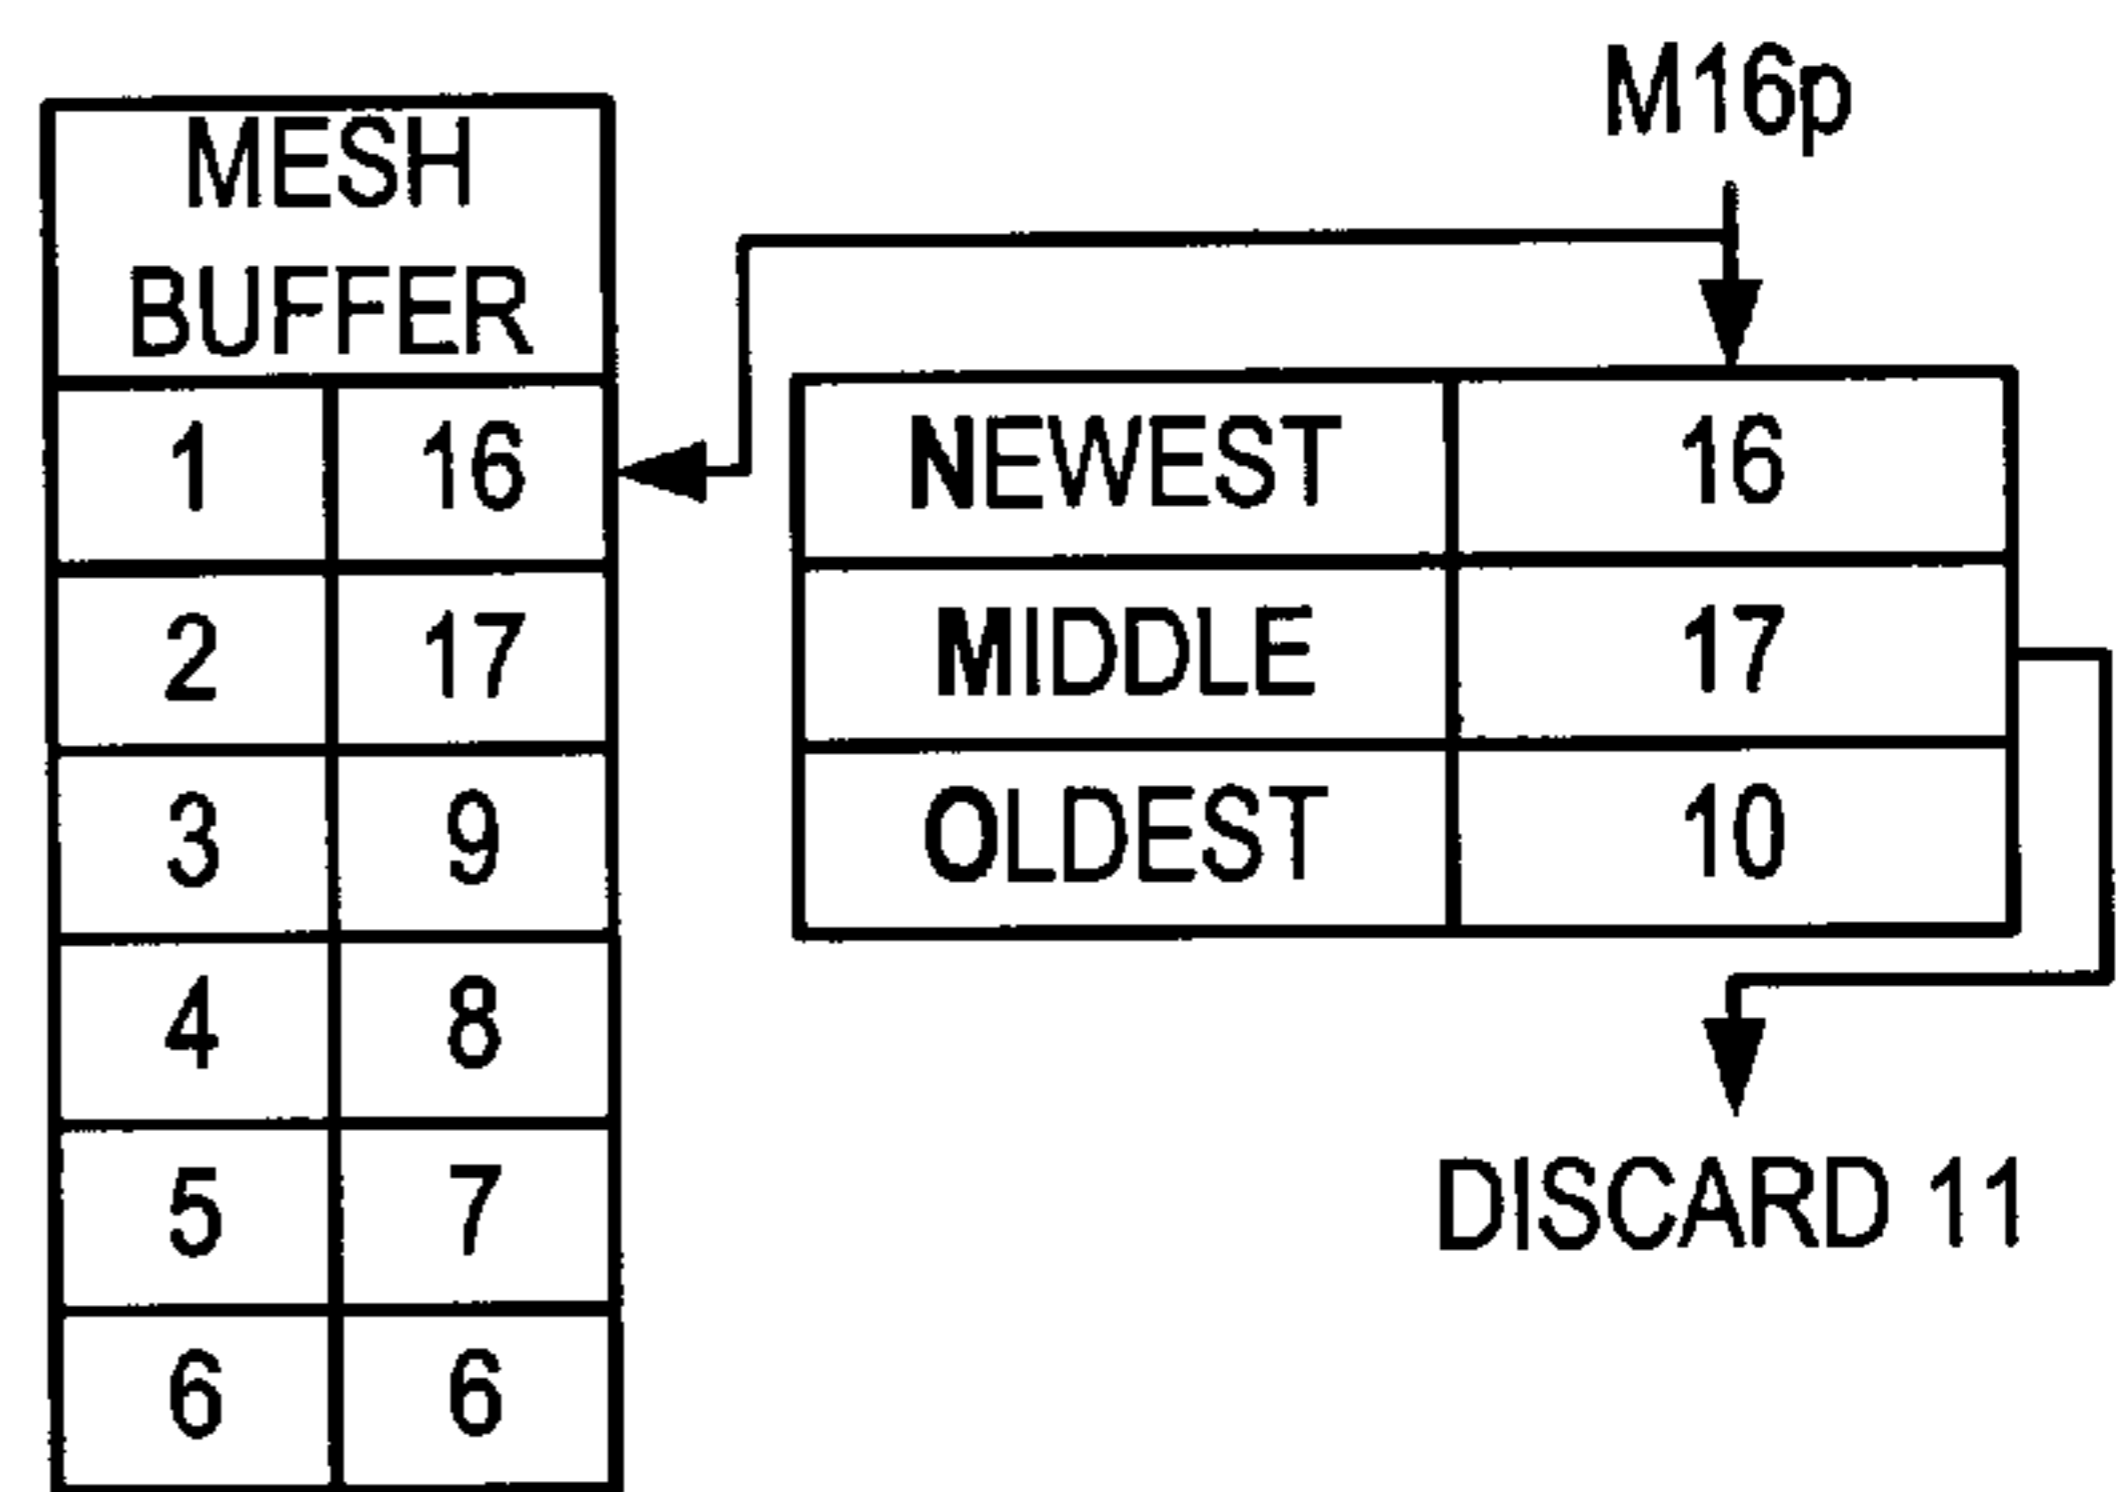 M16p
MESH
BUFFER
1 16
2 17
3 9
4 8
5 7
6 6
NEWEST 16
MIDDLE 17
OLDEST 10
DISCARD 11